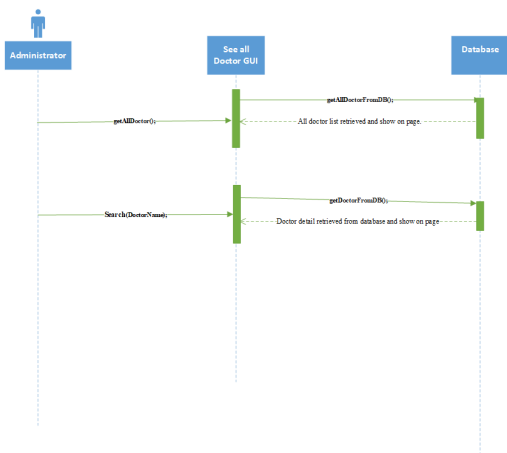 Administrator
See all
Doctor GUI
Database
getAllDoctorFromDB();
getAllDoctor();
All doctor list retrieved and show on page.
getDoctorFromDB();
Search(DoctorName);
Doctor detail retrieved from database and show on page